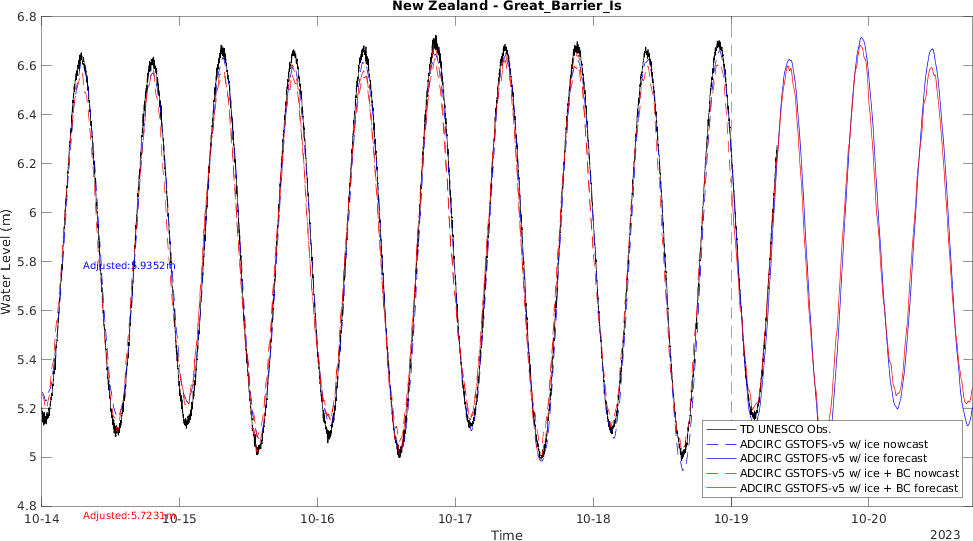 New Zealand - Great_Barrier_Is
6.8
6.6
6.4
6.2
6
5.8
5.6
5.4
5.2
5
4.8
Water Level (m)
Adjusted:5.9352m
Adjusted:5.7231m
TD UNESCO Obs.
ADCIRC GSTOFS-v5 w/ ice nowcast
ADCIRC GSTOFS-v5 w/ ice forecast
ADCIRC GSTOFS-v5 w/ ice + BC nowcast
ADCIRC GSTOFS-v5 w/ ice + BC forecast
10-14 10-15 10-16 10-17 10-18 10-19 10-20
Time
2023